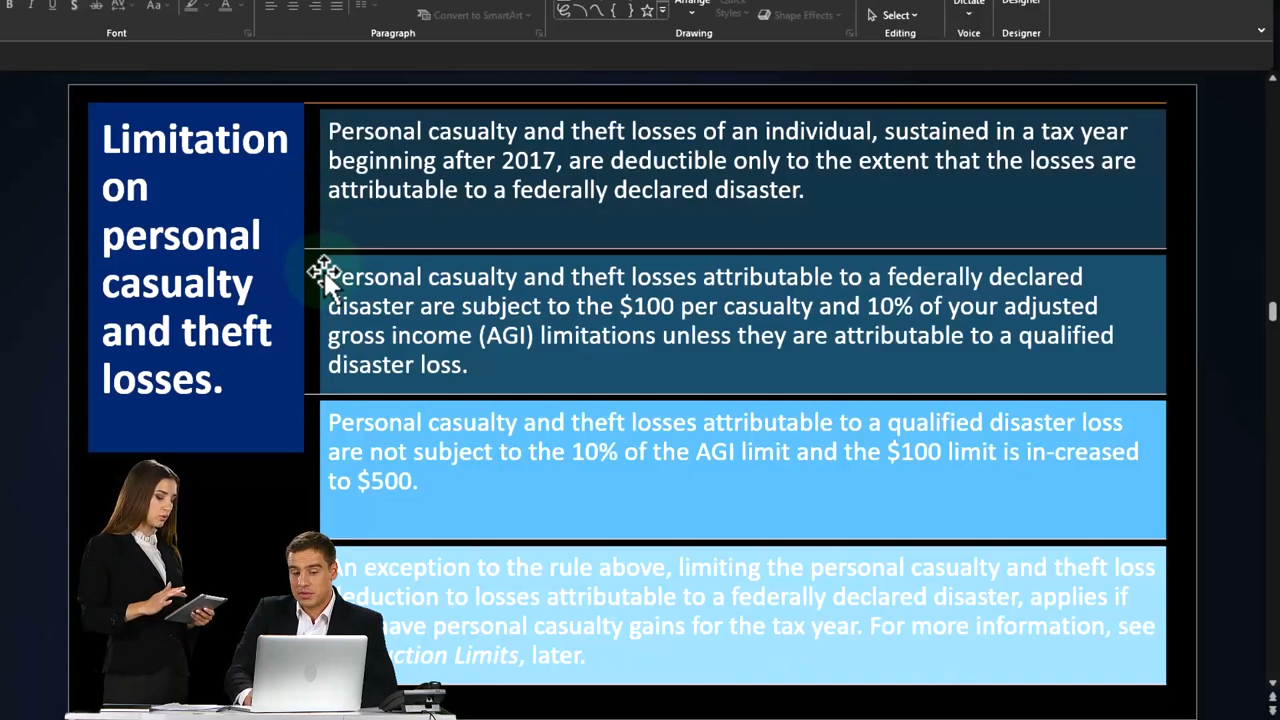 B I U S ab AV Aa A
Convert to SmartArt
Arrange
Quick
Styles
Shape Effects
Select
Dictate
Designer
Font
Paragraph
Drawing
Editing
Voice
Designer
Limitation
on
personal
casualty
and theft
losses.
Personal casualty and theft losses of an individual, sustained in a tax year
beginning after 2017, are deductible only to the extent that the losses are
attributable to a federally declared disaster.
ersonal casualty and theft losses attributable to a federally declared
disaster are subject to the $100 per casualty and 10% of your adjusted
gross income (AGI) limitations unless they are attributable to a qualified
disaster loss.
Personal casualty and theft losses attributable to a qualified disaster loss
are not subject to the 10% of the AGI limit and the $100 limit is in-creased
to $500.
n exception to the rule above, limiting the personal casualty and theft loss
eduction to losses attributable to a federally declared disaster, applies if
have personal casualty gains for the tax year. For more information, see
ction Limits, later.